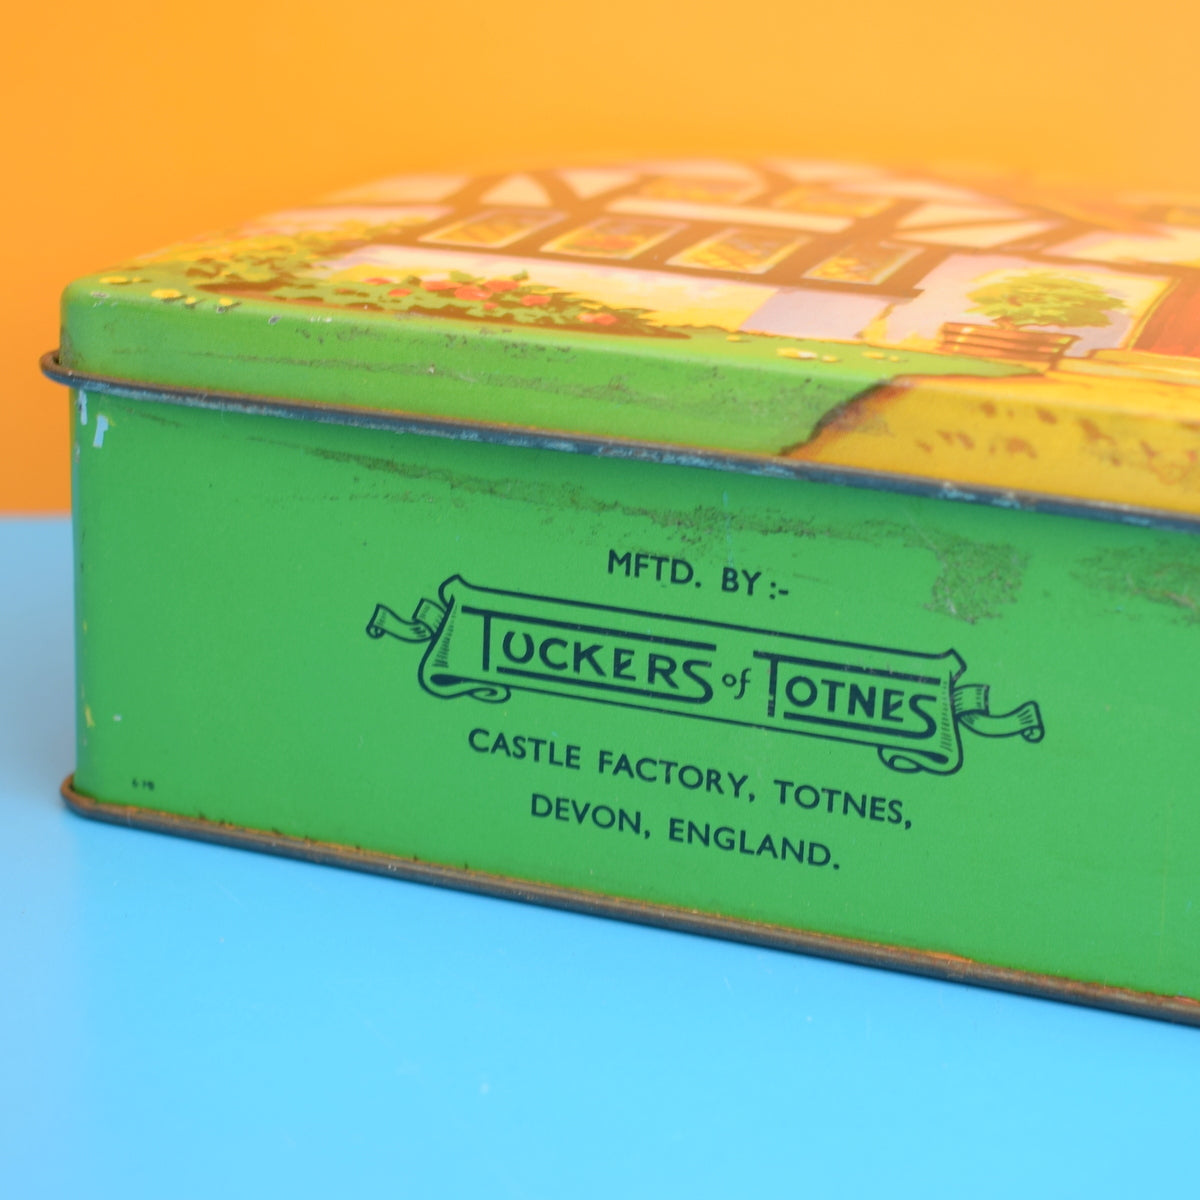 MFTD. BY :-
TUCKERS of TOTNES
CASTLE FACTORY, TOTNES,
DEVON, ENGLAND.